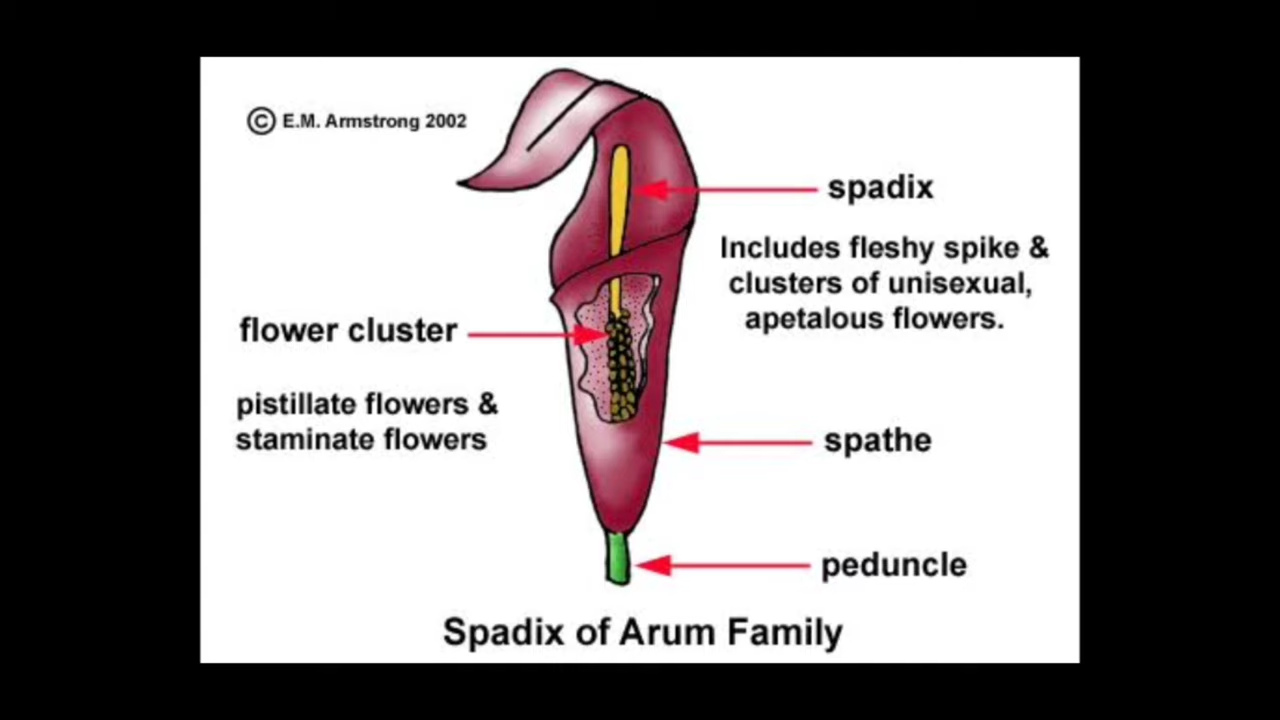 © E.M. Armstrong 2002
spadix
Includes fleshy spike &
clusters of unisexual,
apetalous flowers.
flower cluster
pistillate flowers &
staminate flowers
spathe
peduncle
Spadix of Arum Family